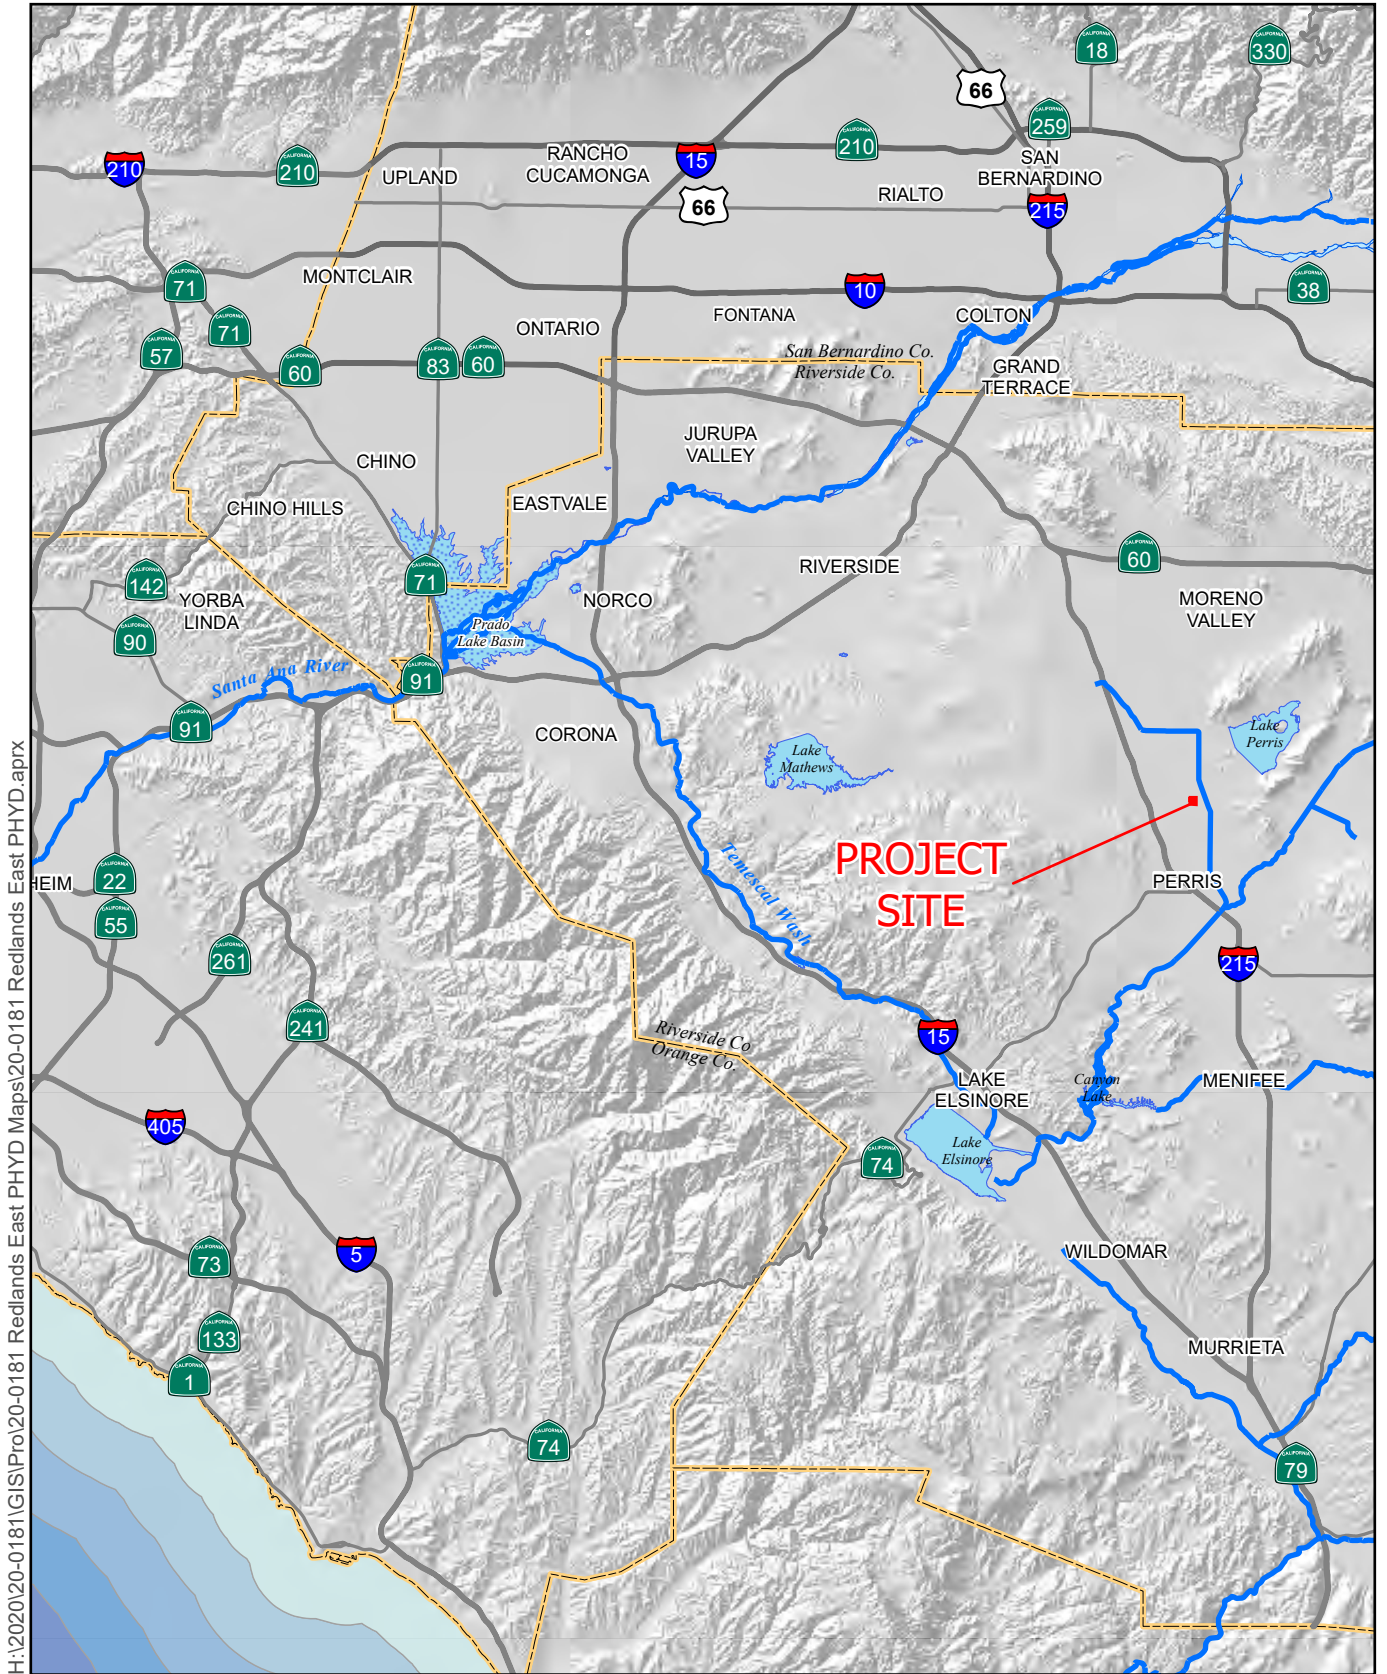 18
330
66
259
210
210
15
210
RANCHO
CUCAMONGA
UPLAND
SAN
BERNARDINO
RIALTO
66
215
MONTCLAIR
71
10
38
71
ONTARIO
FONTANA
COLTON
57
60
83
60
San Bernardino Co.
Riverside Co.
GRAND
TERRACE
JURUPA
VALLEY
CHINO
CHINO HILLS
EASTVALE
142
71
RIVERSIDE
60
YORBA
LINDA
NORCO
MORENO
VALLEY
90
Prado
Lake Basin
Santa Ana River
91
91
CORONA
Lake
Mathews
Lake
Perris
Temescal Wash
PROJECT
SITE
HEIM
22
PERRIS
55
261
215
241
Riverside Co
Orange Co.
15
LAKE
ELSINORE
Canyon
Lake
MENIFEE
405
Lake
Elsinore
74
73
5
WILDOMAR
133
MURRIETA
1
74
79
H:\2020\20-0181\GIS\Pro\20-0181 Redlands East PHYD Maps\20-0181 Redlands East PHYD.aprx